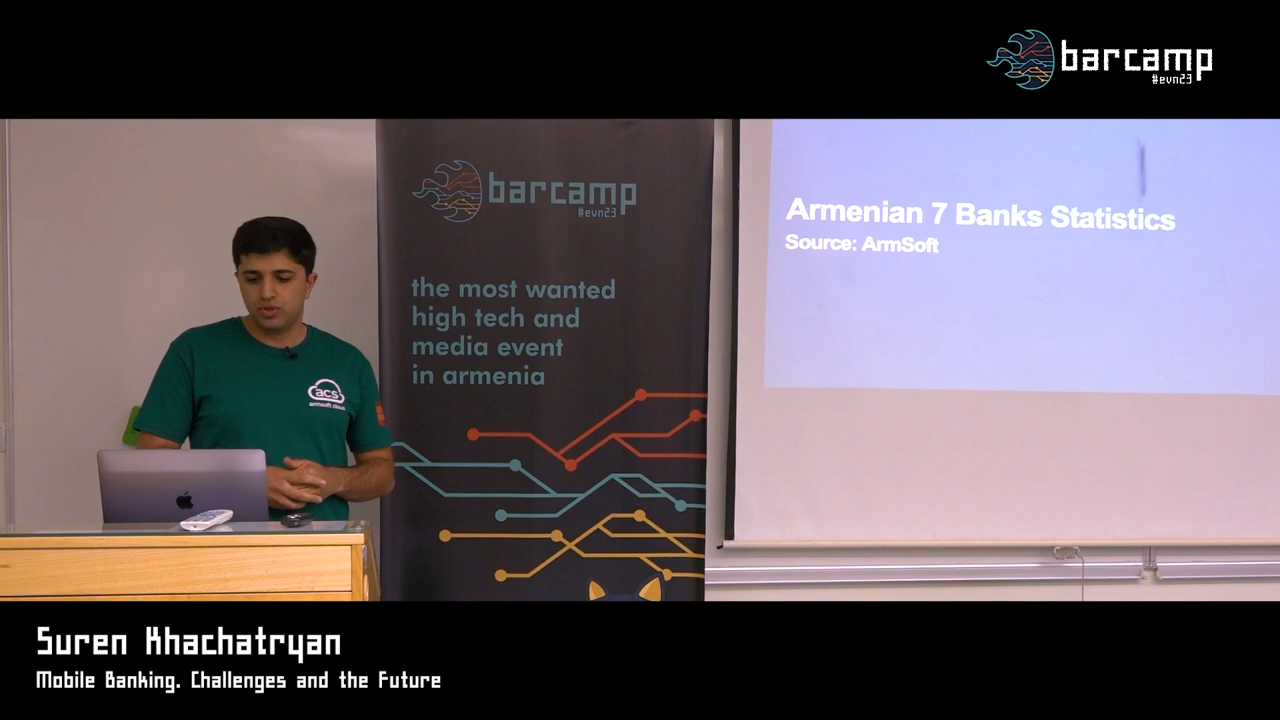 barcamp
#evn23
barcamp
#evn23
the most wanted
high tech and
media event
in armenia
Armenian 7 Banks Statistics
Source: ArmSoft
acs
armsoft cloud
Suren Khachatryan
Mobile Banking. Challenges and the Future